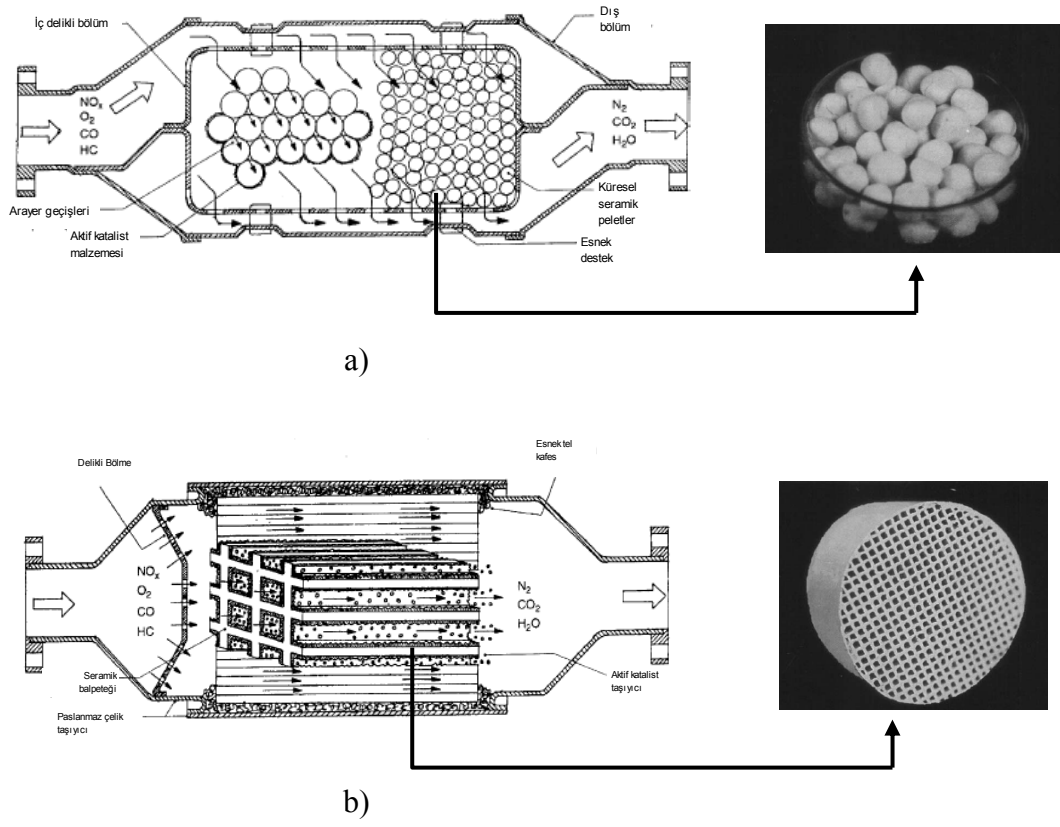 İç delikli bölüm
Dış
bölüm
NOx
O2
CO
HC
N2
CO2
H2O
Arayer geçişleri
Aktif katalist
malzemesi
Küresel
seramik
peletler
Esnek
destek
a)
Delikli Bölme
Esnek tel
kafes
NOx
O2
CO
HC
N2
CO2
H2O
Seramik
balpeteği
Paslanmaz çelik
taşıyıcı
Aktif katalist
taşıyıcı
b)